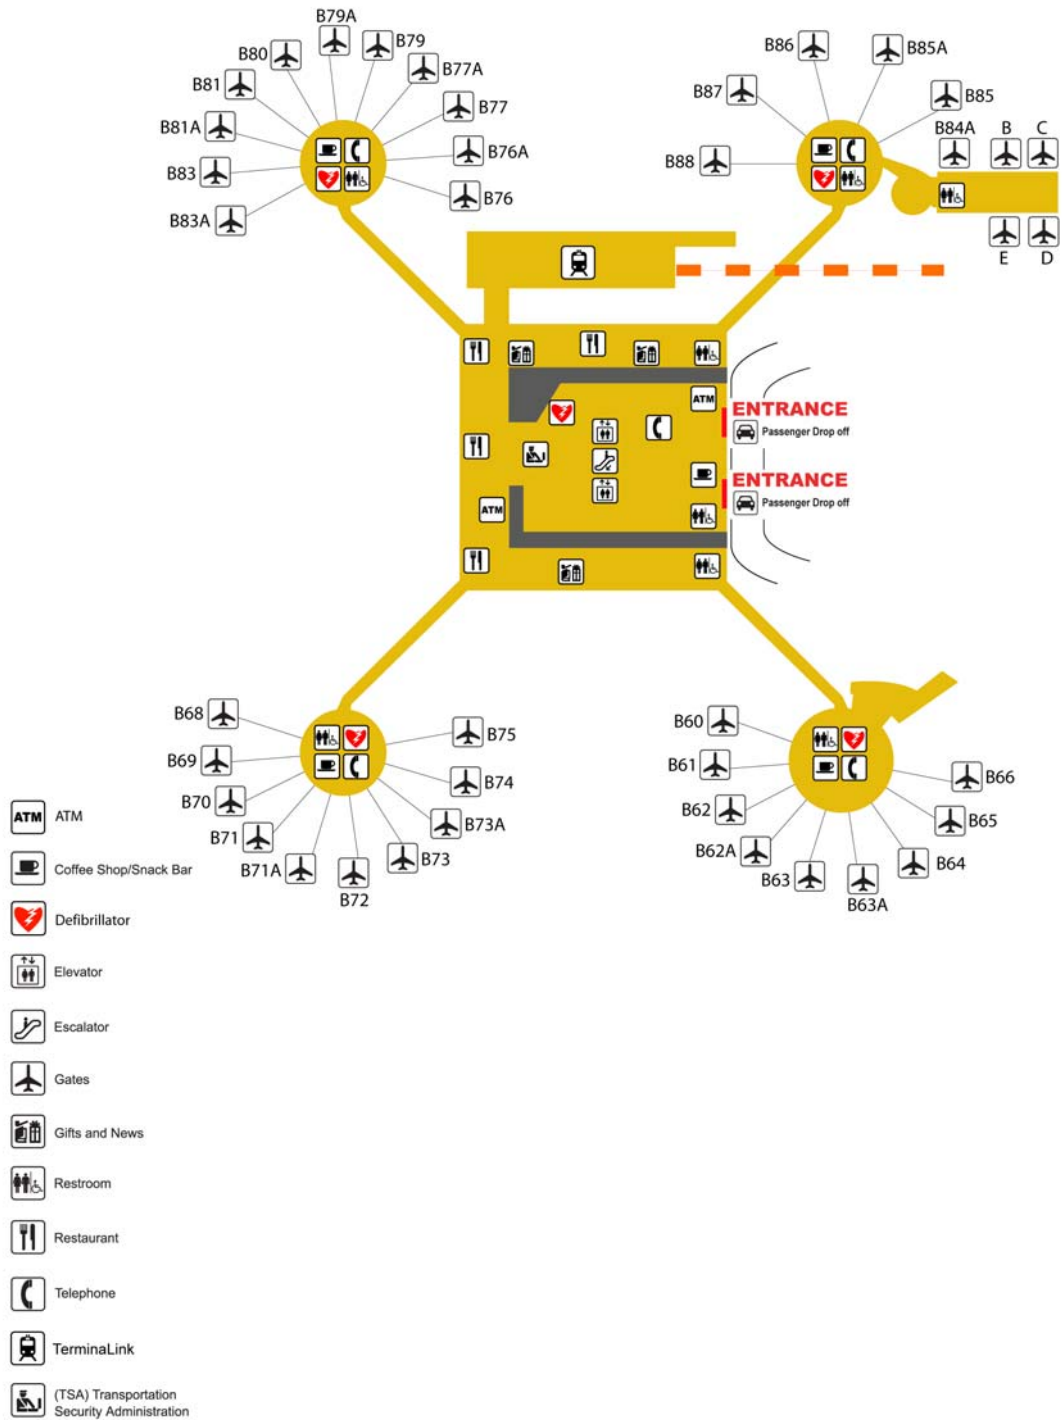 B79A
B80
B79
B81
B77A
B81A
B77
B83
B76A
B83A
B76
B86
B85A
B87
B85
B88
B84A
B
C
E
D
ATM
ENTRANCE
Passenger Drop off
ENTRANCE
Passenger Drop off
ATM
B68
B75
B69
B74
B70
B73A
B71
B73
B71A
B72
B60
B61
B66
B62
B65
B62A
B64
B63
B63A
ATM ATM
Coffee Shop/Snack Bar
Defibrillator
Elevator
Escalator
Gates
Gifts and News
Restroom
Restaurant
Telephone
TerminaLink
(TSA) Transportation
Security Administration